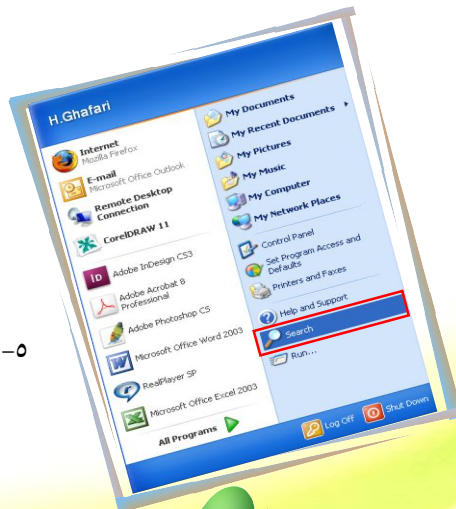 H.Ghafari
Internet
Mozilla Firefox
E-mail
Microsoft Office Outlook
Remote Desktop
Connection
CorelDRAW 11
Adobe InDesign CS3
Adobe Acrobat 8
Professional
Adobe Photoshop CS
Microsoft Office Word 2003
RealPlayer SP
Microsoft Office Excel 2003
All Programs
My Documents
My Recent Documents
My Pictures
My Music
My Computer
My Network Places
Control Panel
Set Program Access and
Defaults
Printers and Faxes
Help and Support
Search
Run...
Log Off
Shut Down
۵–